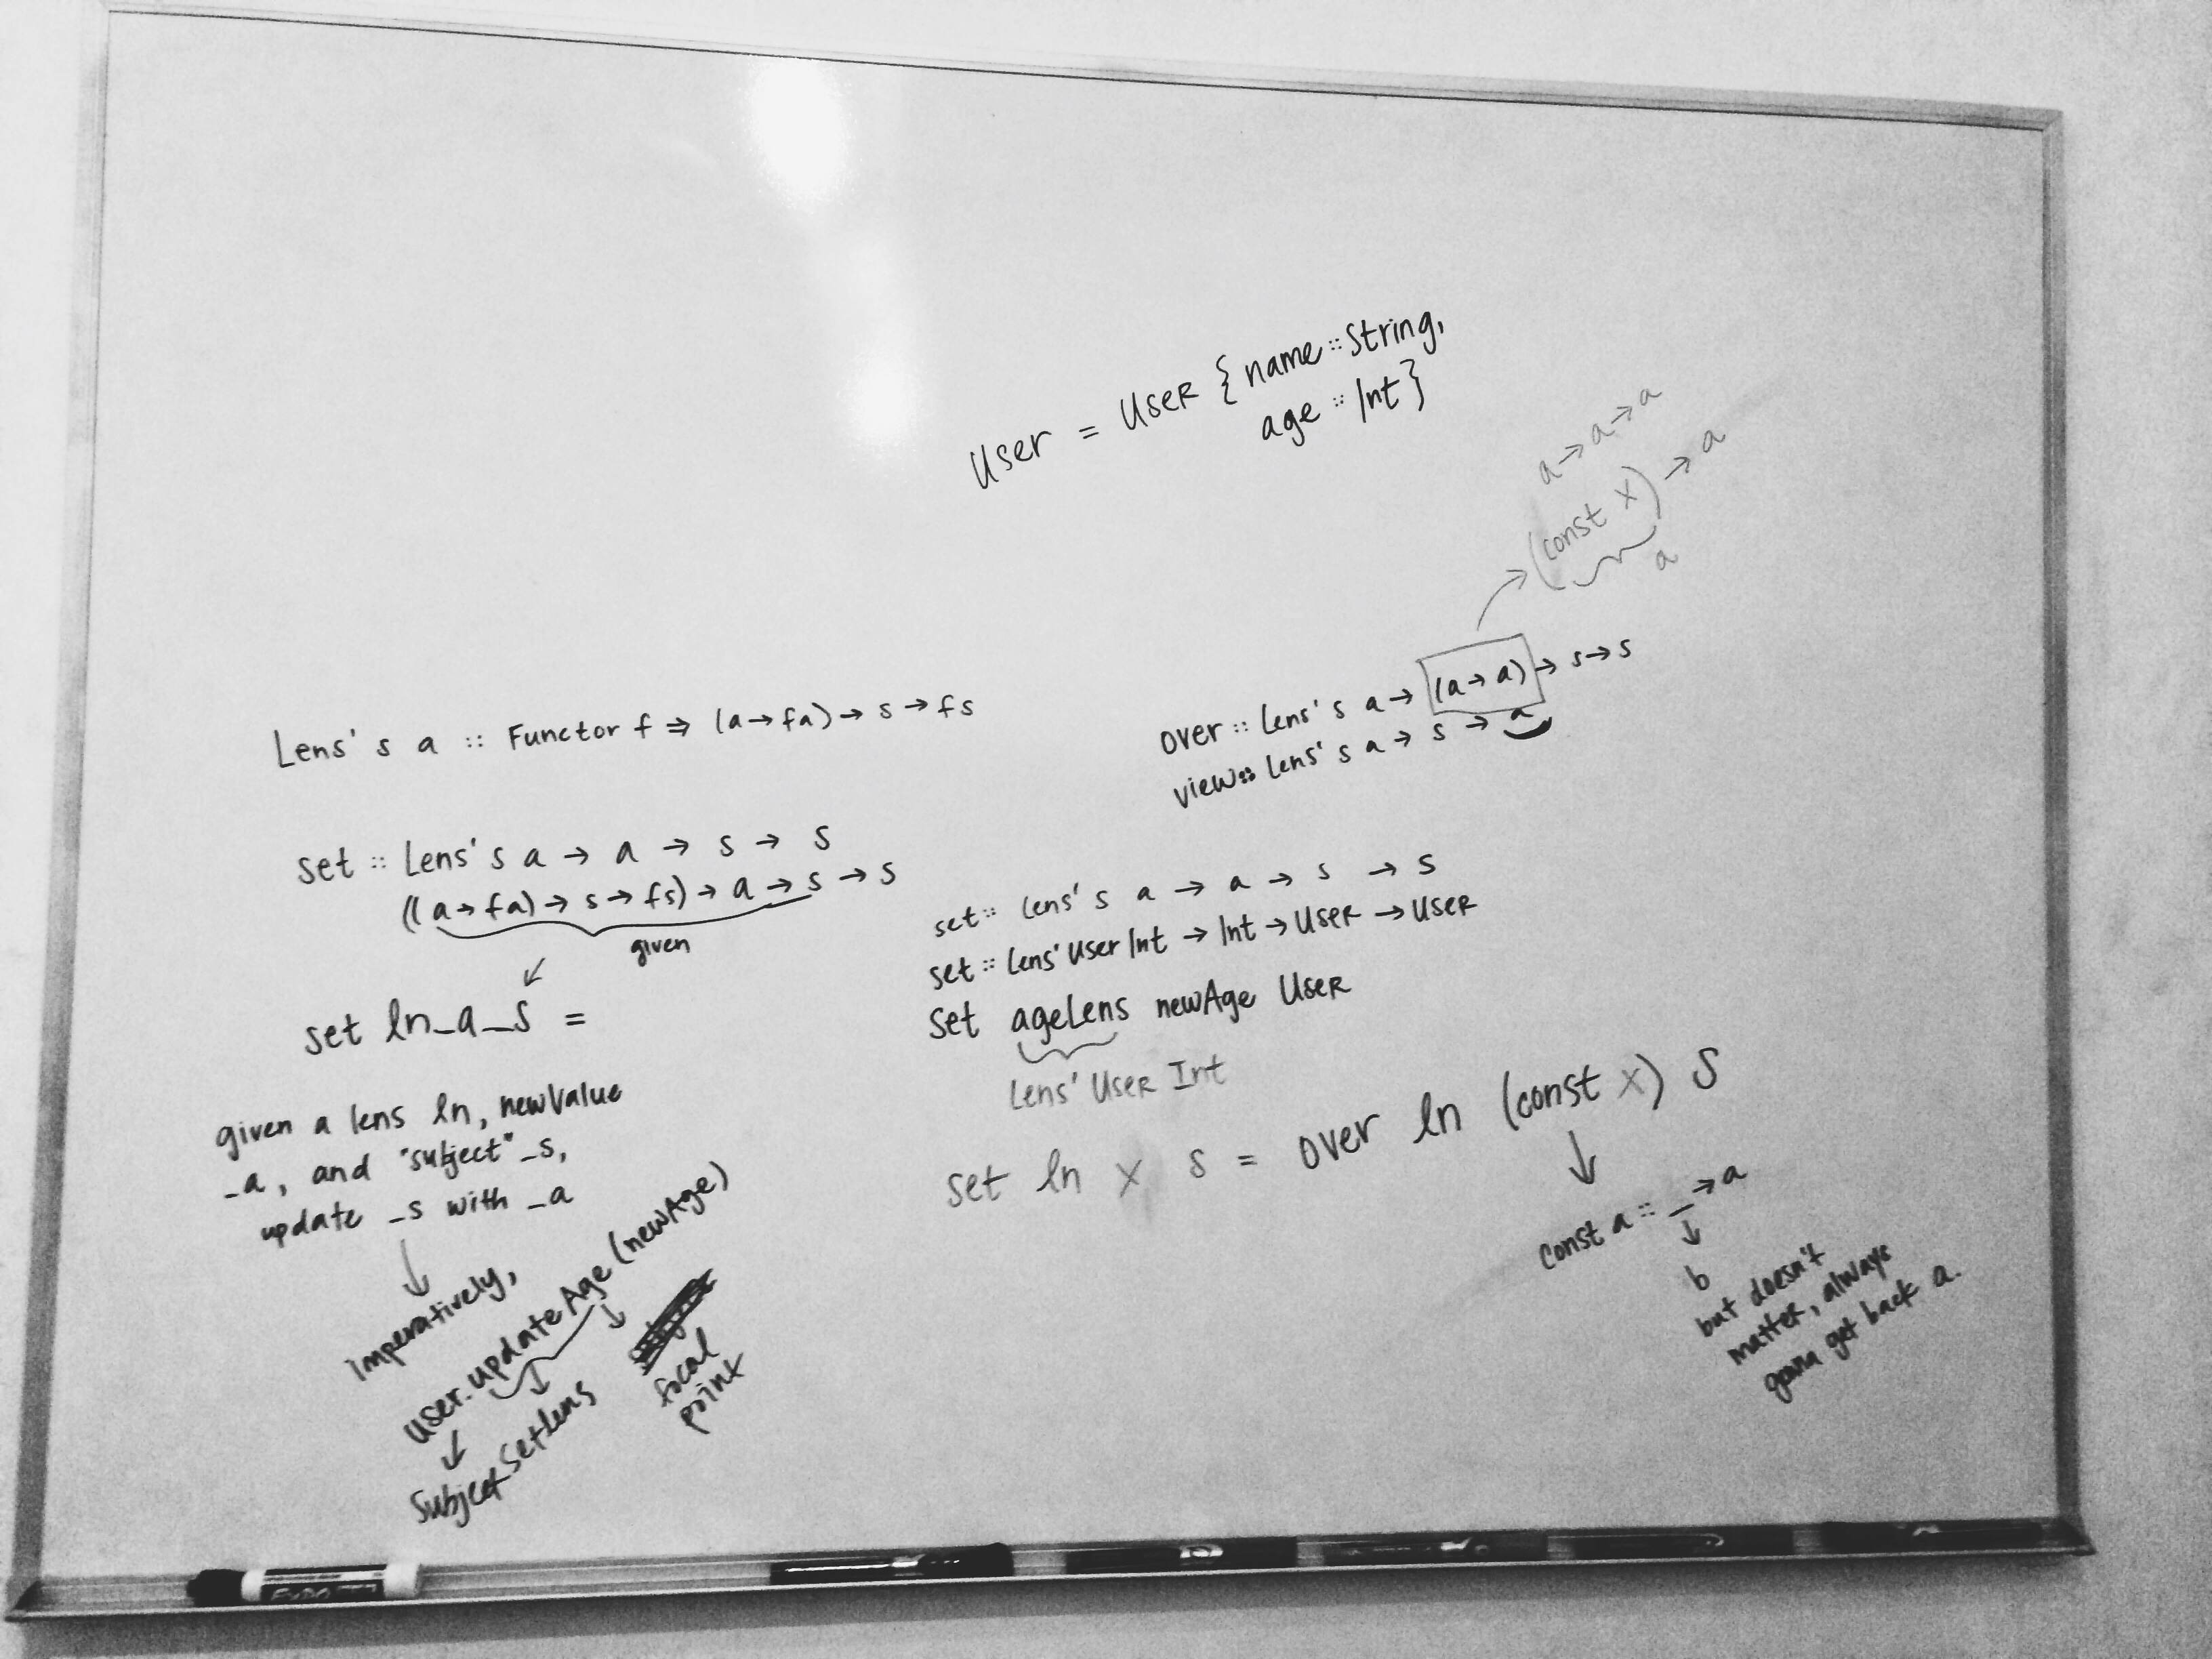 User = User { name :: String,
age :: Int }
a → a → a
(const x) → a
a
Lens' s a :: Functor f ⇒ (a → f a) → s → f s
over :: Lens' s a → (a → a) → s → s
view :: Lens' s a → s → a
set :: Lens' s a → a → s → s
((a → f a) → s → f s) → a → s → s
given
set ln _a _s =
given a lens ln, newValue
_a, and "subject" _s,
update _s with _a
Imperatively,
User.updateAge (newAge)
Subject
SetLens
focal
point
set :: Lens' s a → a → s → s
set :: Lens' User Int → Int → User → User
Set ageLens newAge User
Lens' User Int
set ln x s = over ln (const x) s
const a :: _ → a
b
but doesn't
matter, always
gonna get back a.